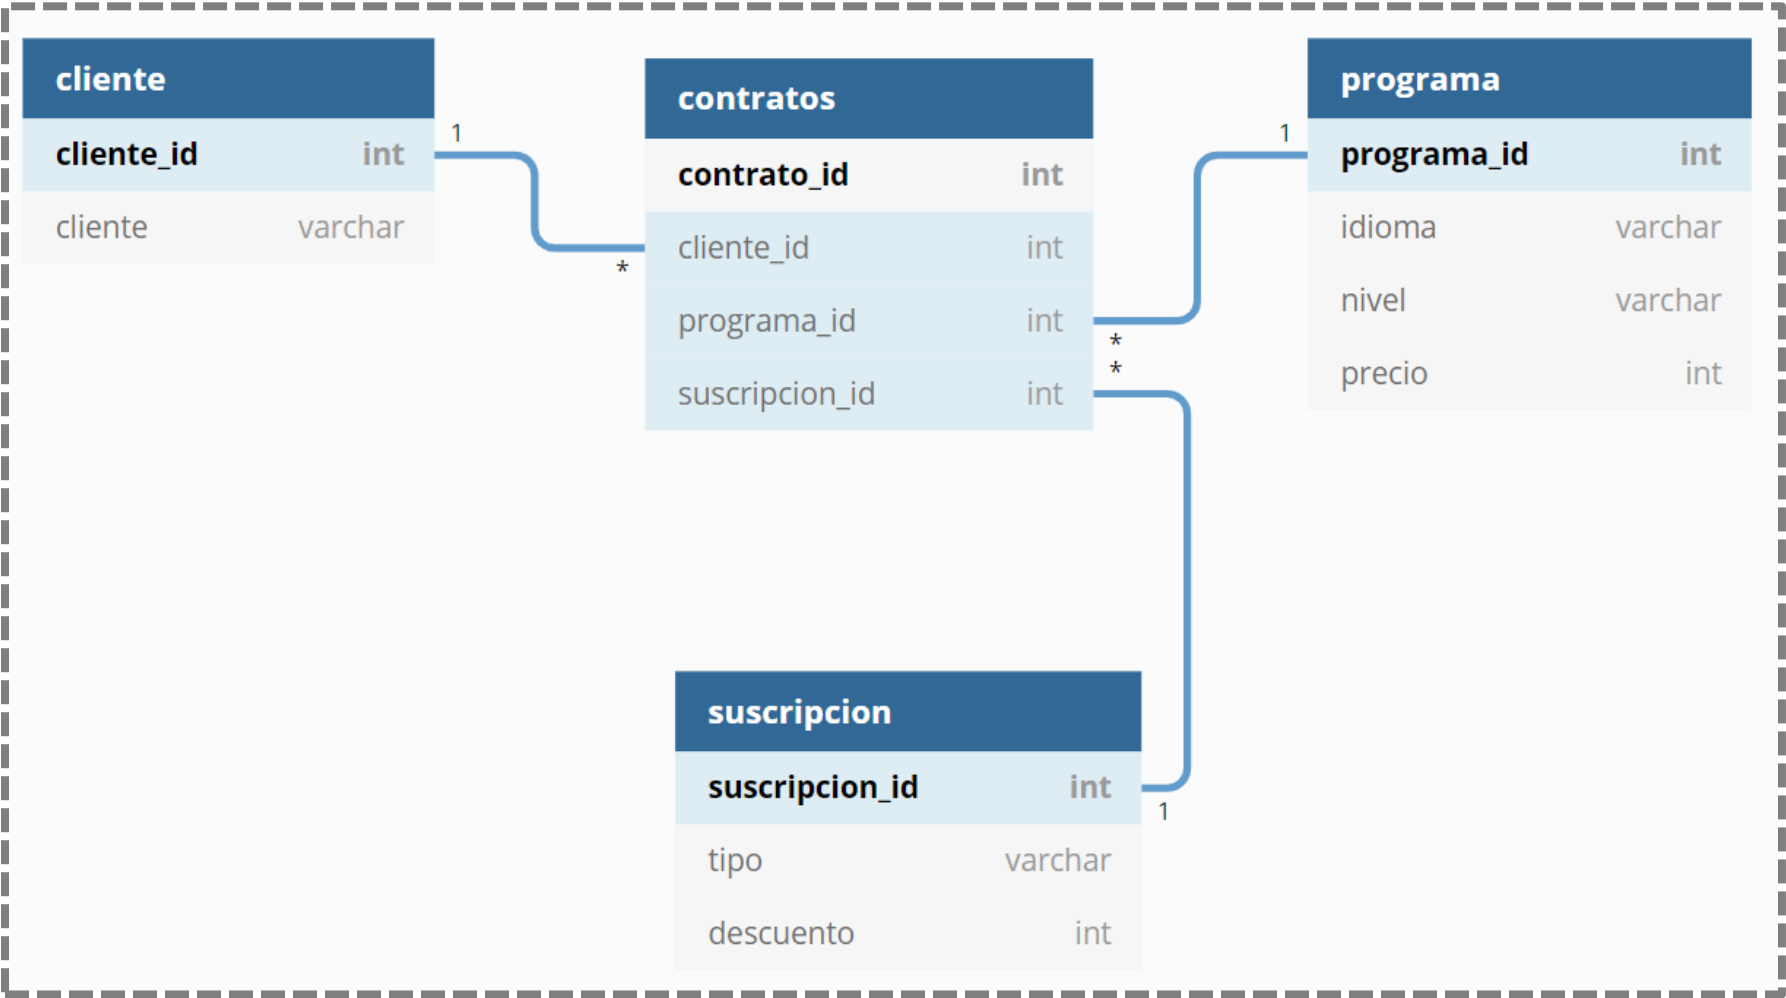 cliente
cliente_id int
cliente varchar
1
*
contratos
contrato_id int
cliente_id int
programa_id int
suscripcion_id int
*
*
1
programa
programa_id int
idioma varchar
nivel varchar
precio int
suscripcion
suscripcion_id int
tipo varchar
descuento int
1